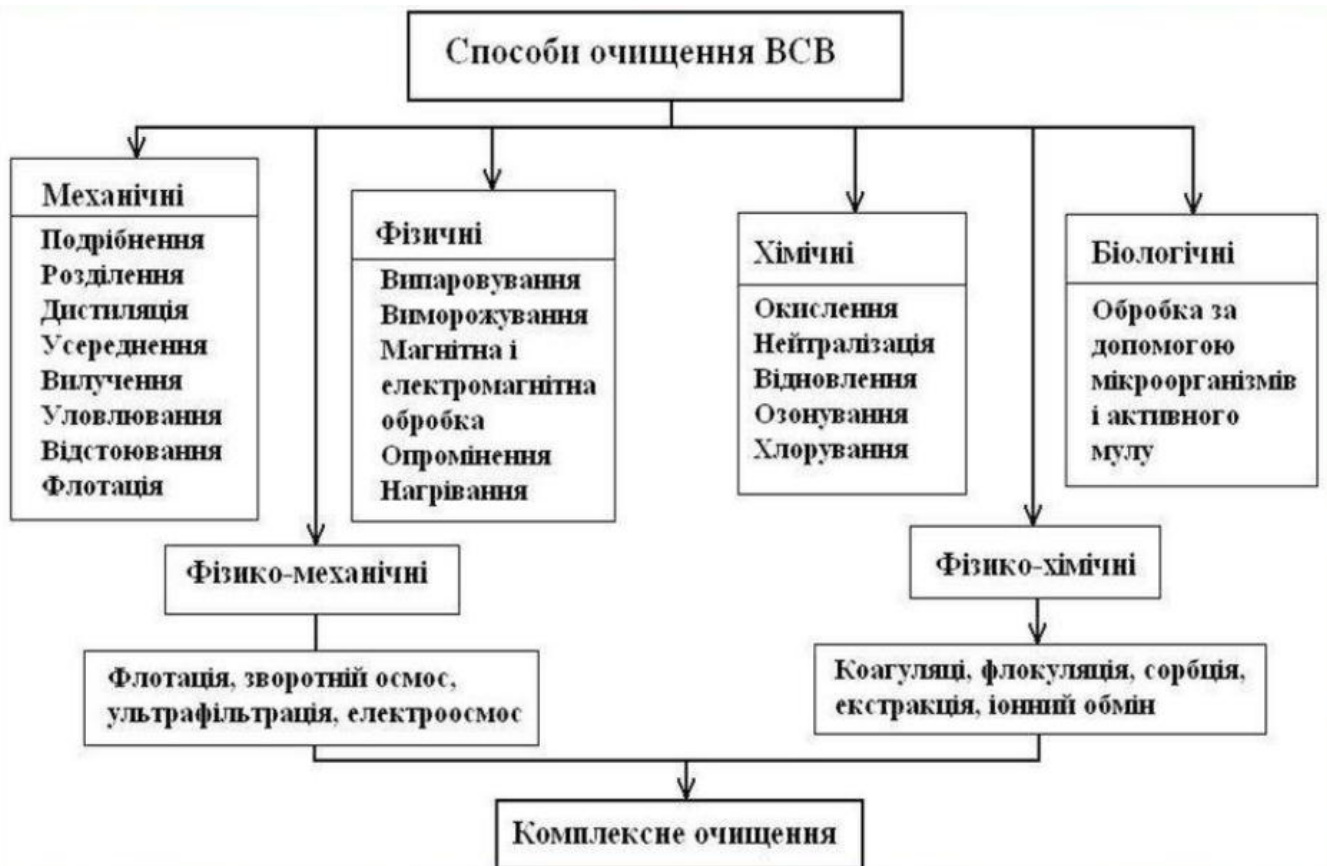 Способи очищення ВСВ
Механічні
Подрібнення
Розділення
Дистиляція
Усереднення
Вилучення
Уловлювання
Відстоювання
Флотація
Фізичні
Випаровування
Виморожування
Магнітна і
електромагнітна
обробка
Опромінення
Нагрівання
Хімічні
Окислення
Нейтралізація
Відновлення
Озонування
Хлорування
Біологічні
Обробка за
допомогою
мікроорганізмів
і активного
мулу
Фізико-механічні
Фізико-хімічні
Флотація, зворотній осмос,
ультрафільтрація, електроосмос
Коагуляці, флокуляція, сорбція,
екстракція, іонний обмін
Комплексне очищення